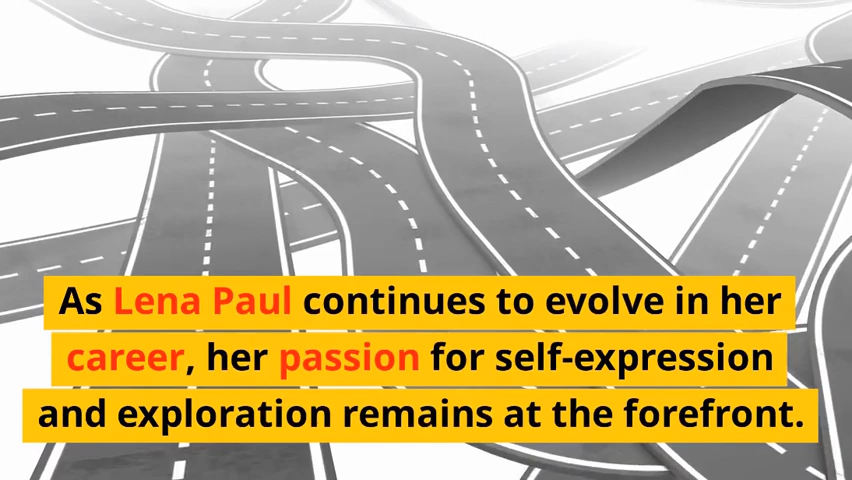 As Lena Paul continues to evolve in her
career, her passion for self-expression
and exploration remains at the forefront.